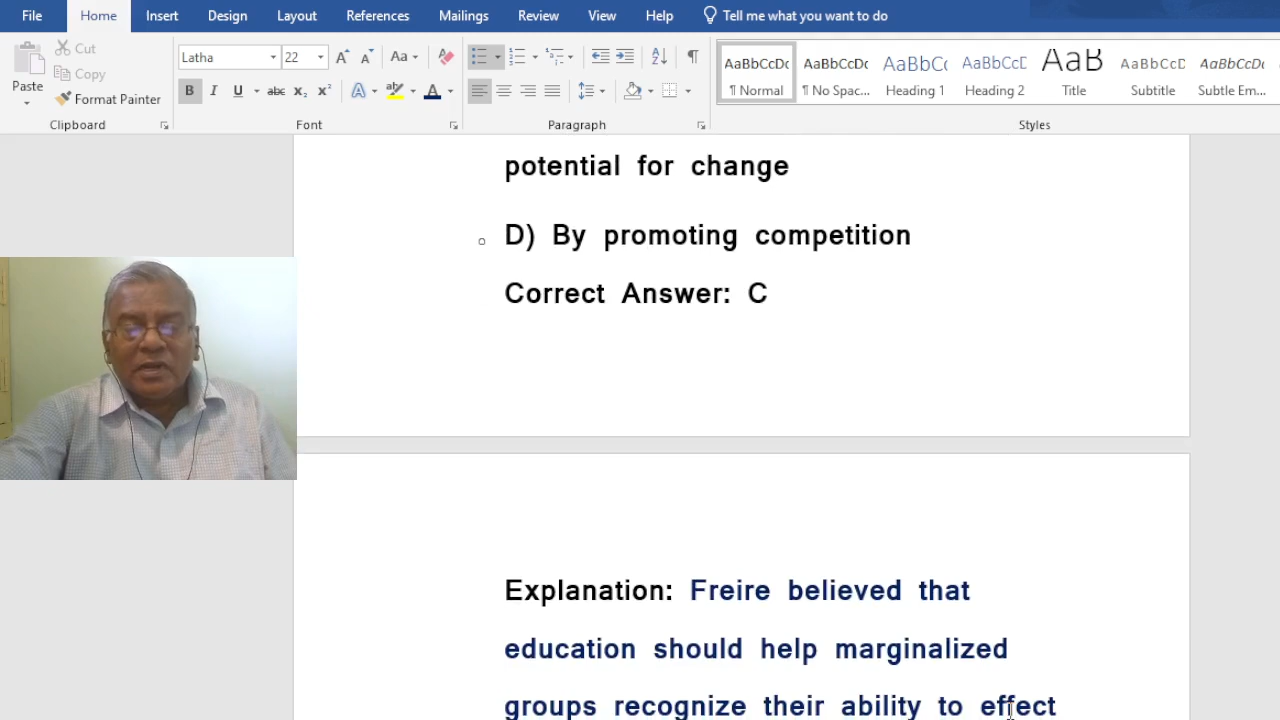 File Home Insert Design Layout References Mailings Review View Help Tell me what you want to do
Cut
Copy
Paste
Format Painter
Latha 22 Aa
B U abc x₂ x² A A
AaBbCcDc AaBbCcDc AaBbCc AaBbCcD AaB AaBbCcD AaBbCcDc
¶ Normal ¶ No Spac... Heading 1 Heading 2 Title Subtitle Subtle Em...
Clipboard Font Paragraph Styles
potential for change
D) By promoting competition
Correct Answer: C
Explanation: Freire believed that
education should help marginalized
groups recognize their ability to effect